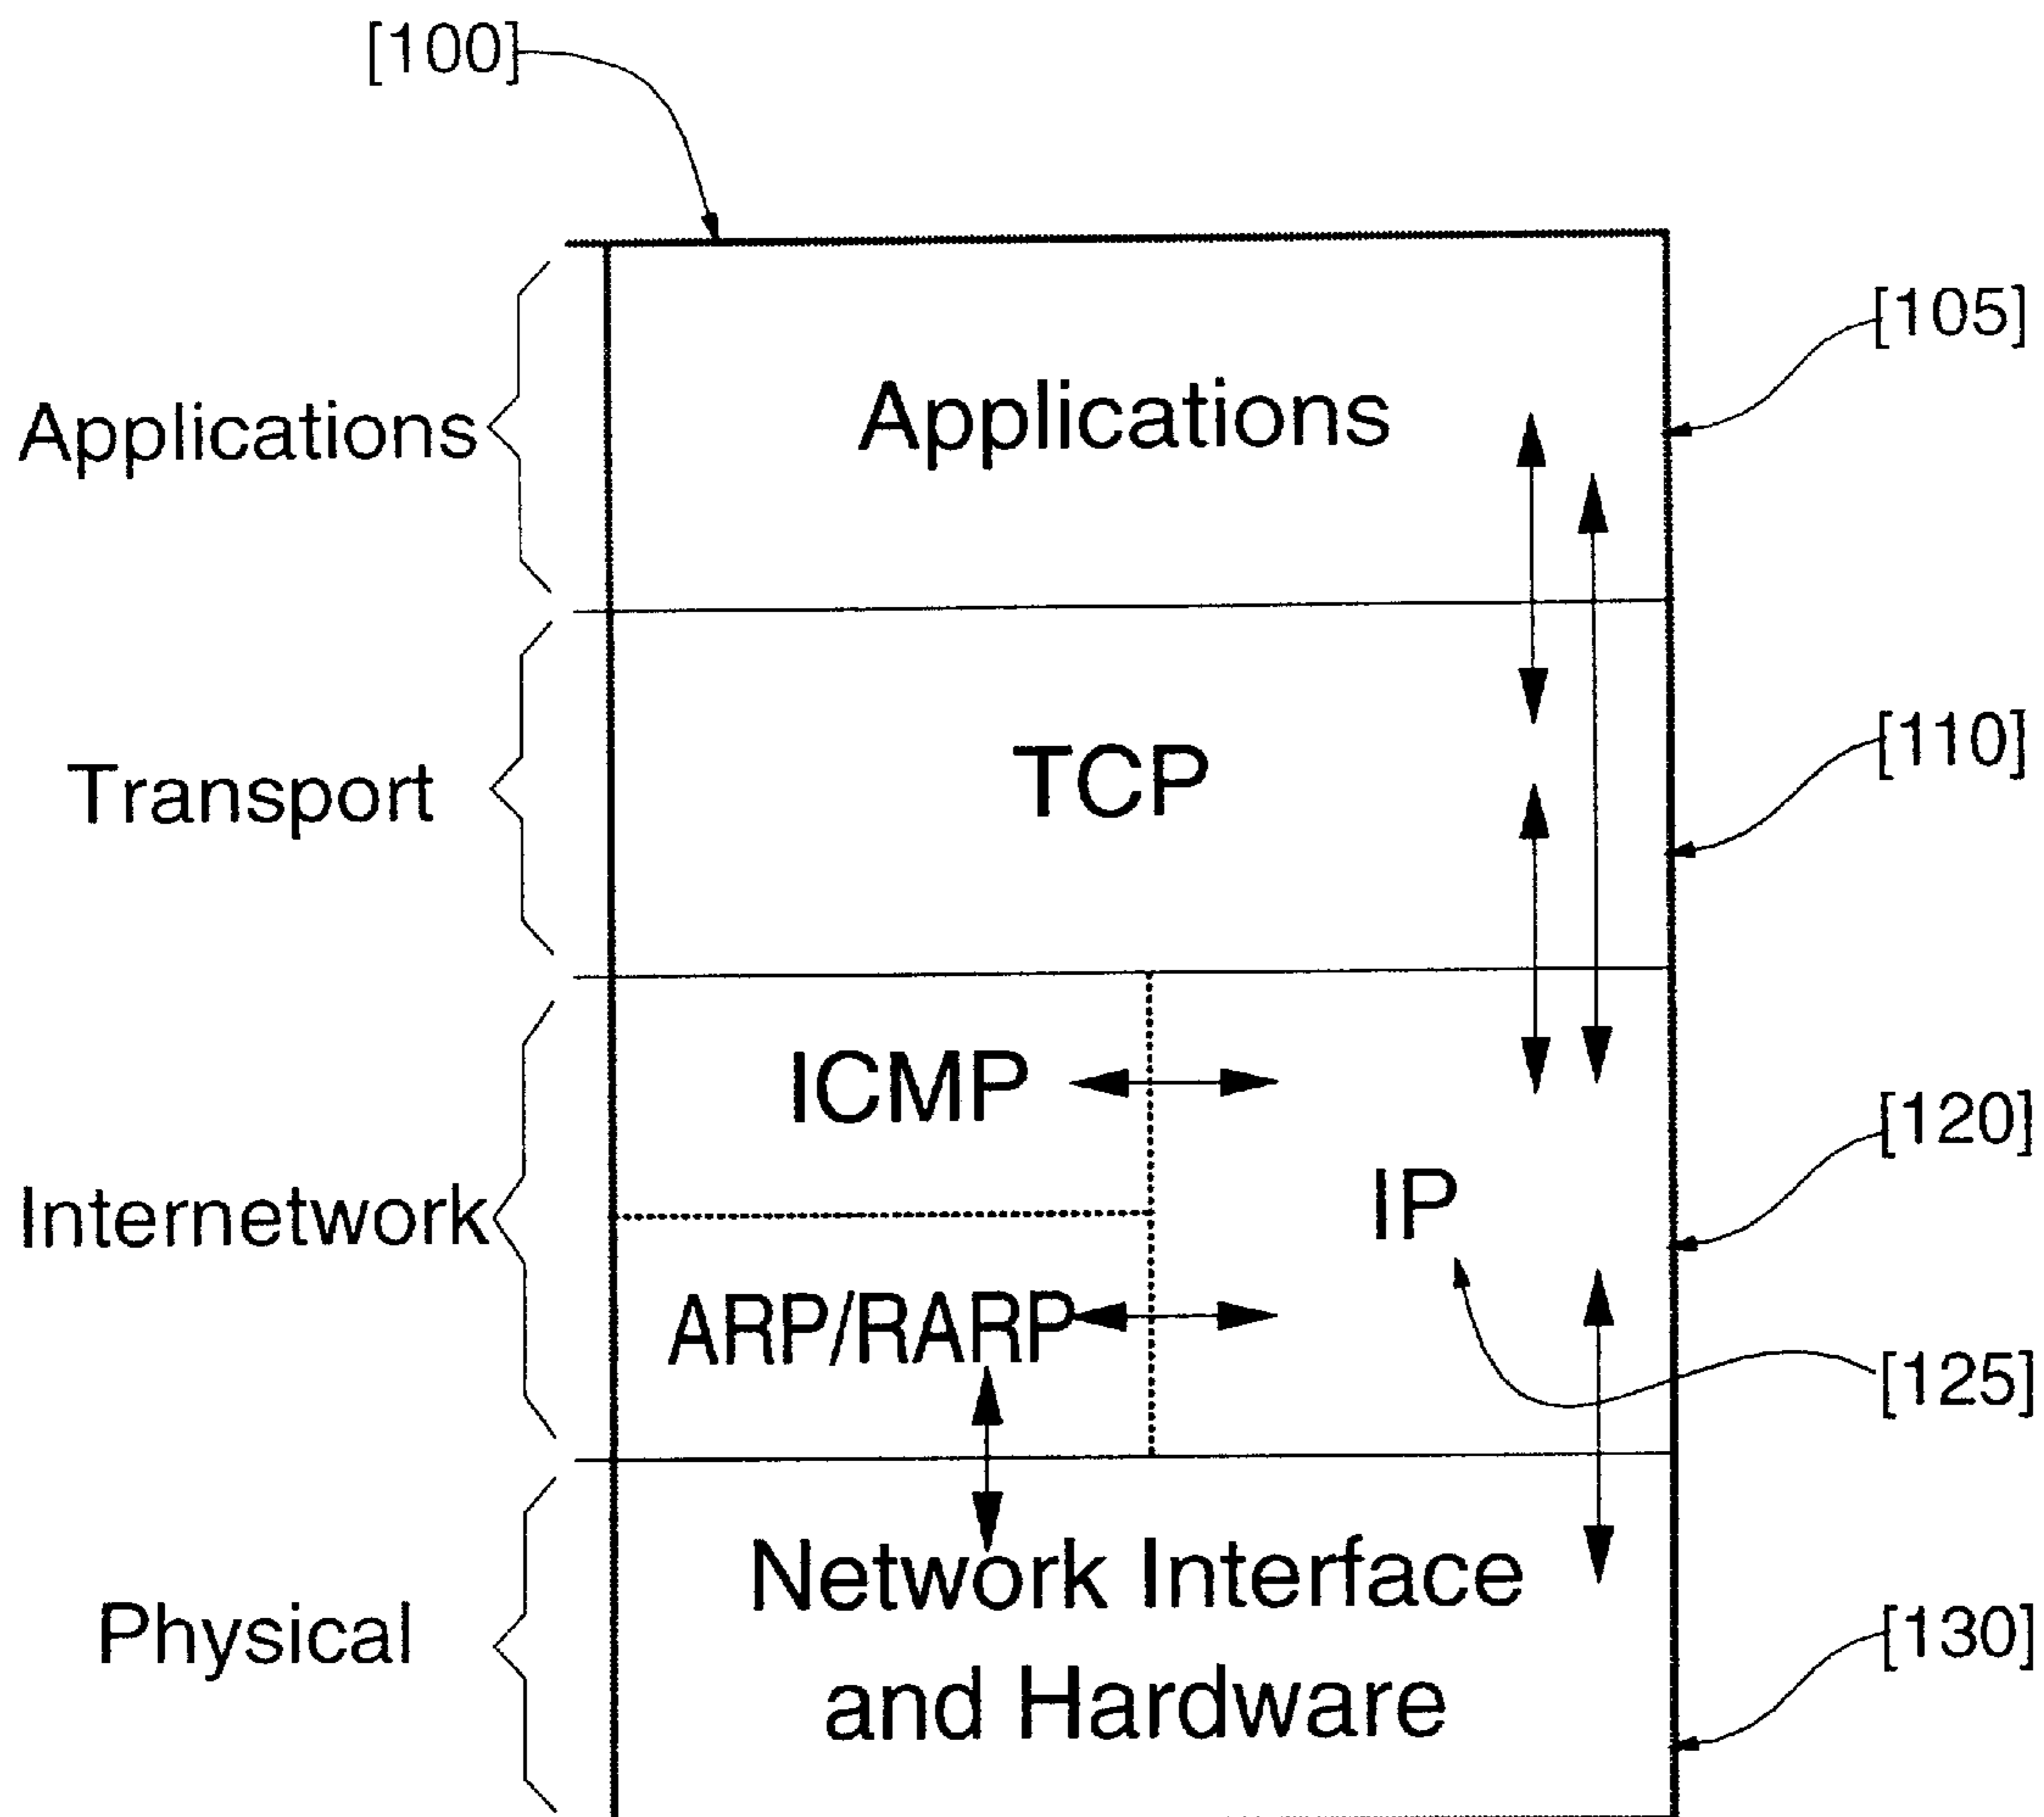 [100]
[105]
Applications
Applications
[110]
Transport
TCP
ICMP
[120]
Internetwork
IP
ARP/RARP
[125]
Network Interface
and Hardware
Physical
[130]